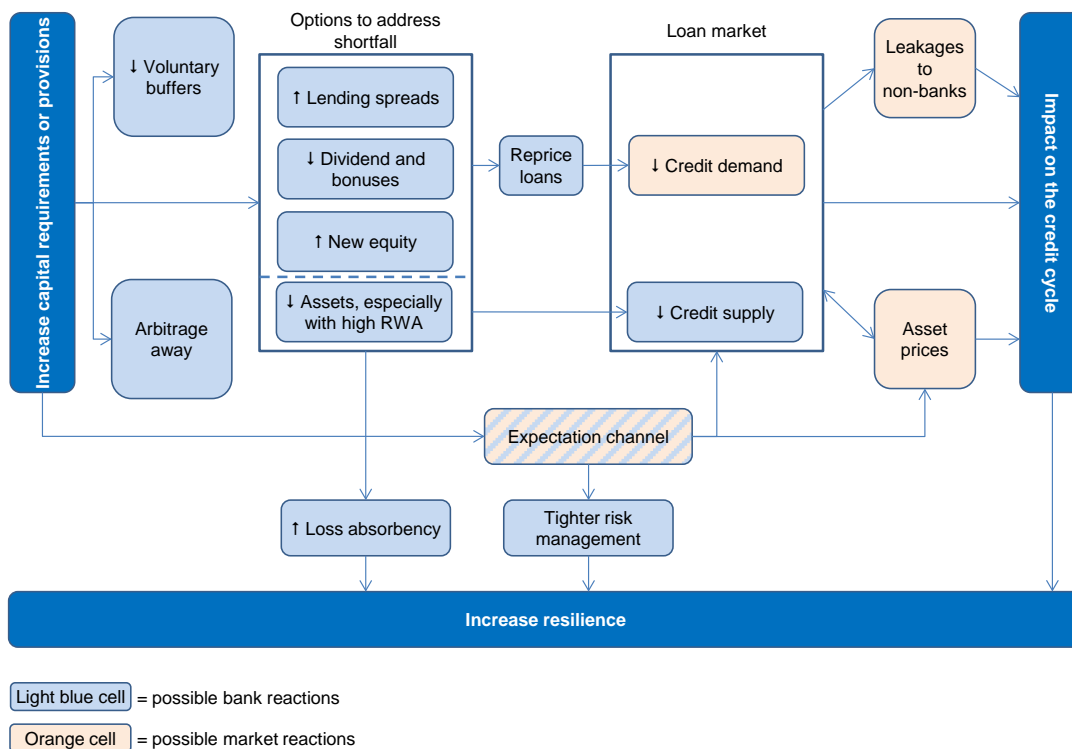 Increase capital requirements or provisions
↓ Voluntary
buffers
Arbitrage
away
Options to address
shortfall
↑ Lending spreads
↓ Dividend and
bonuses
↑ New equity
↓ Assets, especially
with high RWA
Reprice
loans
Loan market
↓ Credit demand
↓ Credit supply
Leakages to
non-banks
Asset
prices
Impact on the credit cycle
Expectation channel
↑ Loss absorbency
Tighter risk
management
Increase resilience
Light blue cell = possible bank reactions
Orange cell = possible market reactions